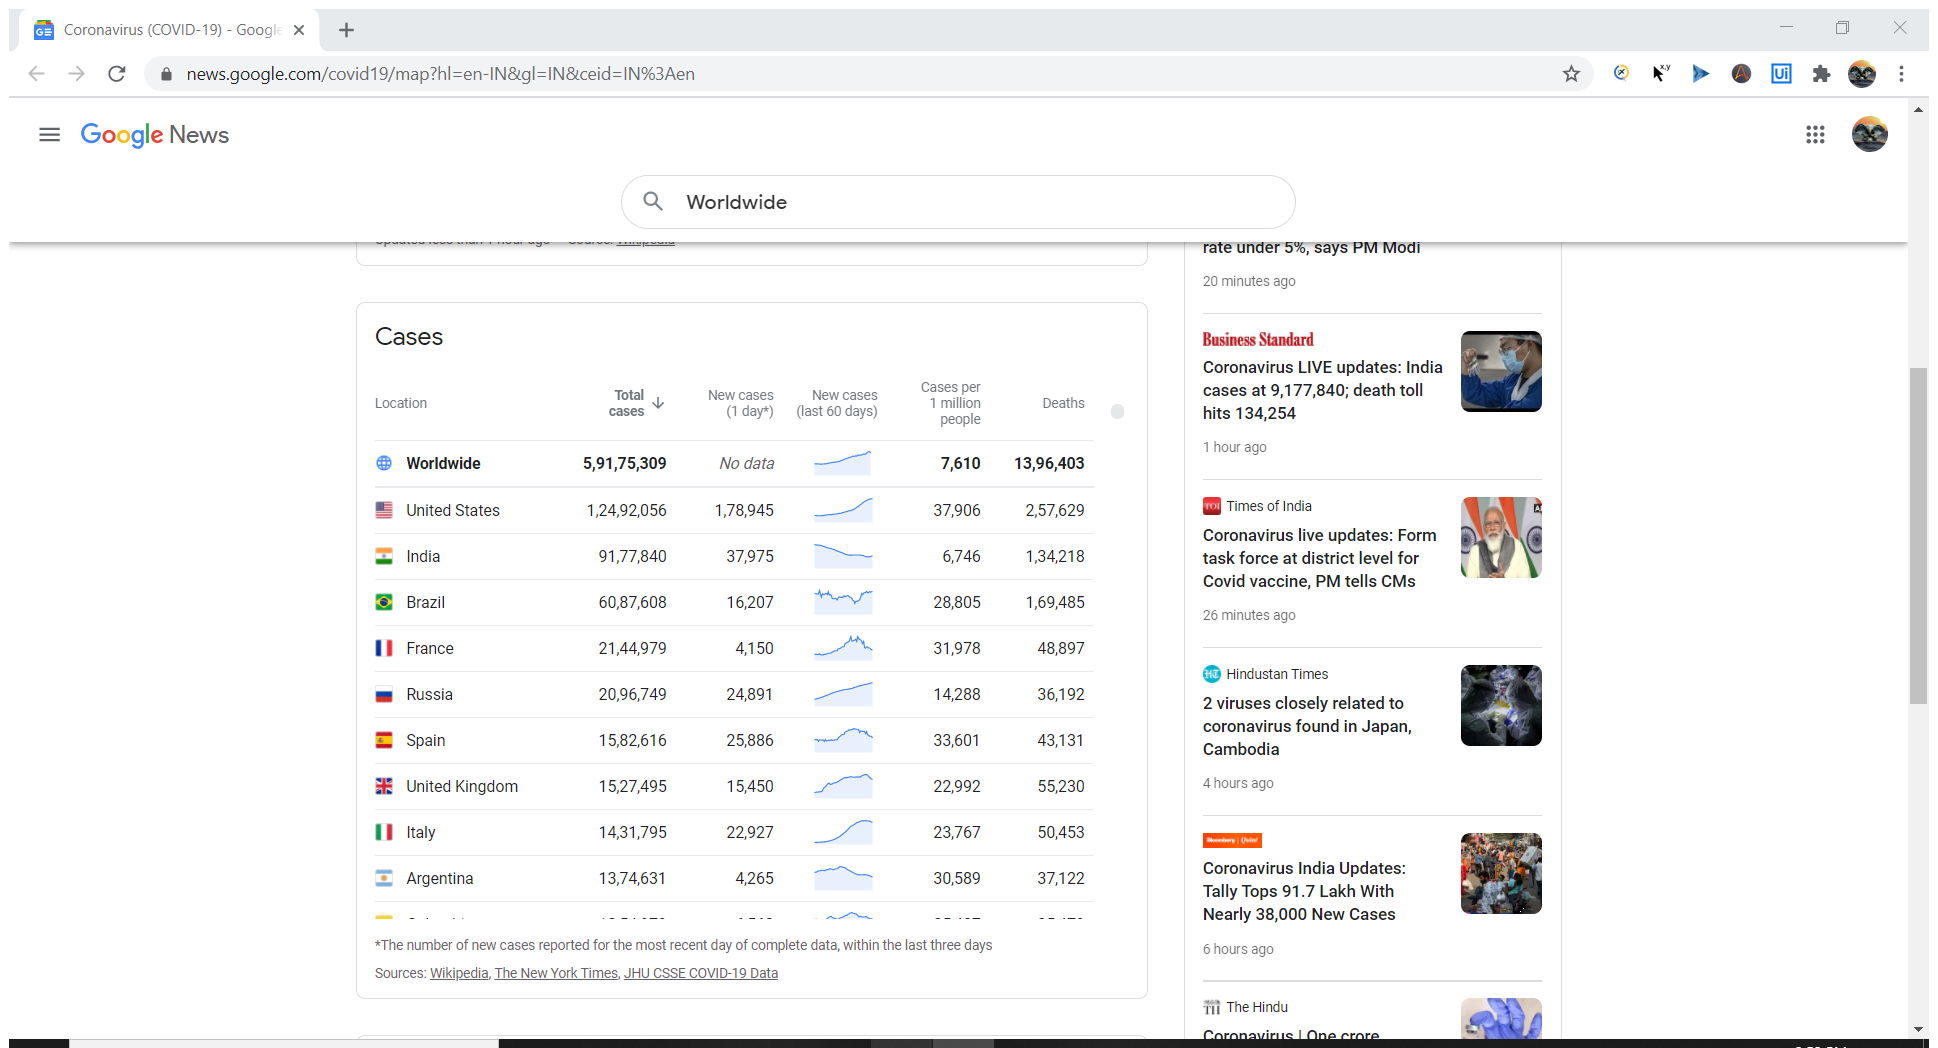 Coronavirus (COVID-19) - Google
news.google.com/covid19/map?hl=en-IN&gl=IN&ceid=IN%3Aen
Google News
Worldwide
Updated less than 1 hour ago Source: Wikipedia
Cases
Location Total cases New cases (1 day*) New cases (last 60 days) Cases per 1 million people Deaths
Worldwide 5,91,75,309 No data 7,610 13,96,403
United States 1,24,92,056 1,78,945 37,906 2,57,629
India 91,77,840 37,975 6,746 1,34,218
Brazil 60,87,608 16,207 28,805 1,69,485
France 21,44,979 4,150 31,978 48,897
Russia 20,96,749 24,891 14,288 36,192
Spain 15,82,616 25,886 33,601 43,131
United Kingdom 15,27,495 15,450 22,992 55,230
Italy 14,31,795 22,927 23,767 50,453
Argentina 13,74,631 4,265 30,589 37,122
*The number of new cases reported for the most recent day of complete data, within the last three days
Sources: Wikipedia, The New York Times, JHU CSSE COVID-19 Data
rate under 5%, says PM Modi
20 minutes ago
Business Standard
Coronavirus LIVE updates: India
cases at 9,177,840; death toll
hits 134,254
1 hour ago
Times of India
Coronavirus live updates: Form
task force at district level for
Covid vaccine, PM tells CMs
26 minutes ago
Hindustan Times
2 viruses closely related to
coronavirus found in Japan,
Cambodia
4 hours ago
Bloomberg | Quint
Coronavirus India Updates:
Tally Tops 91.7 Lakh With
Nearly 38,000 New Cases
6 hours ago
The Hindu
Coronavirus | One crore